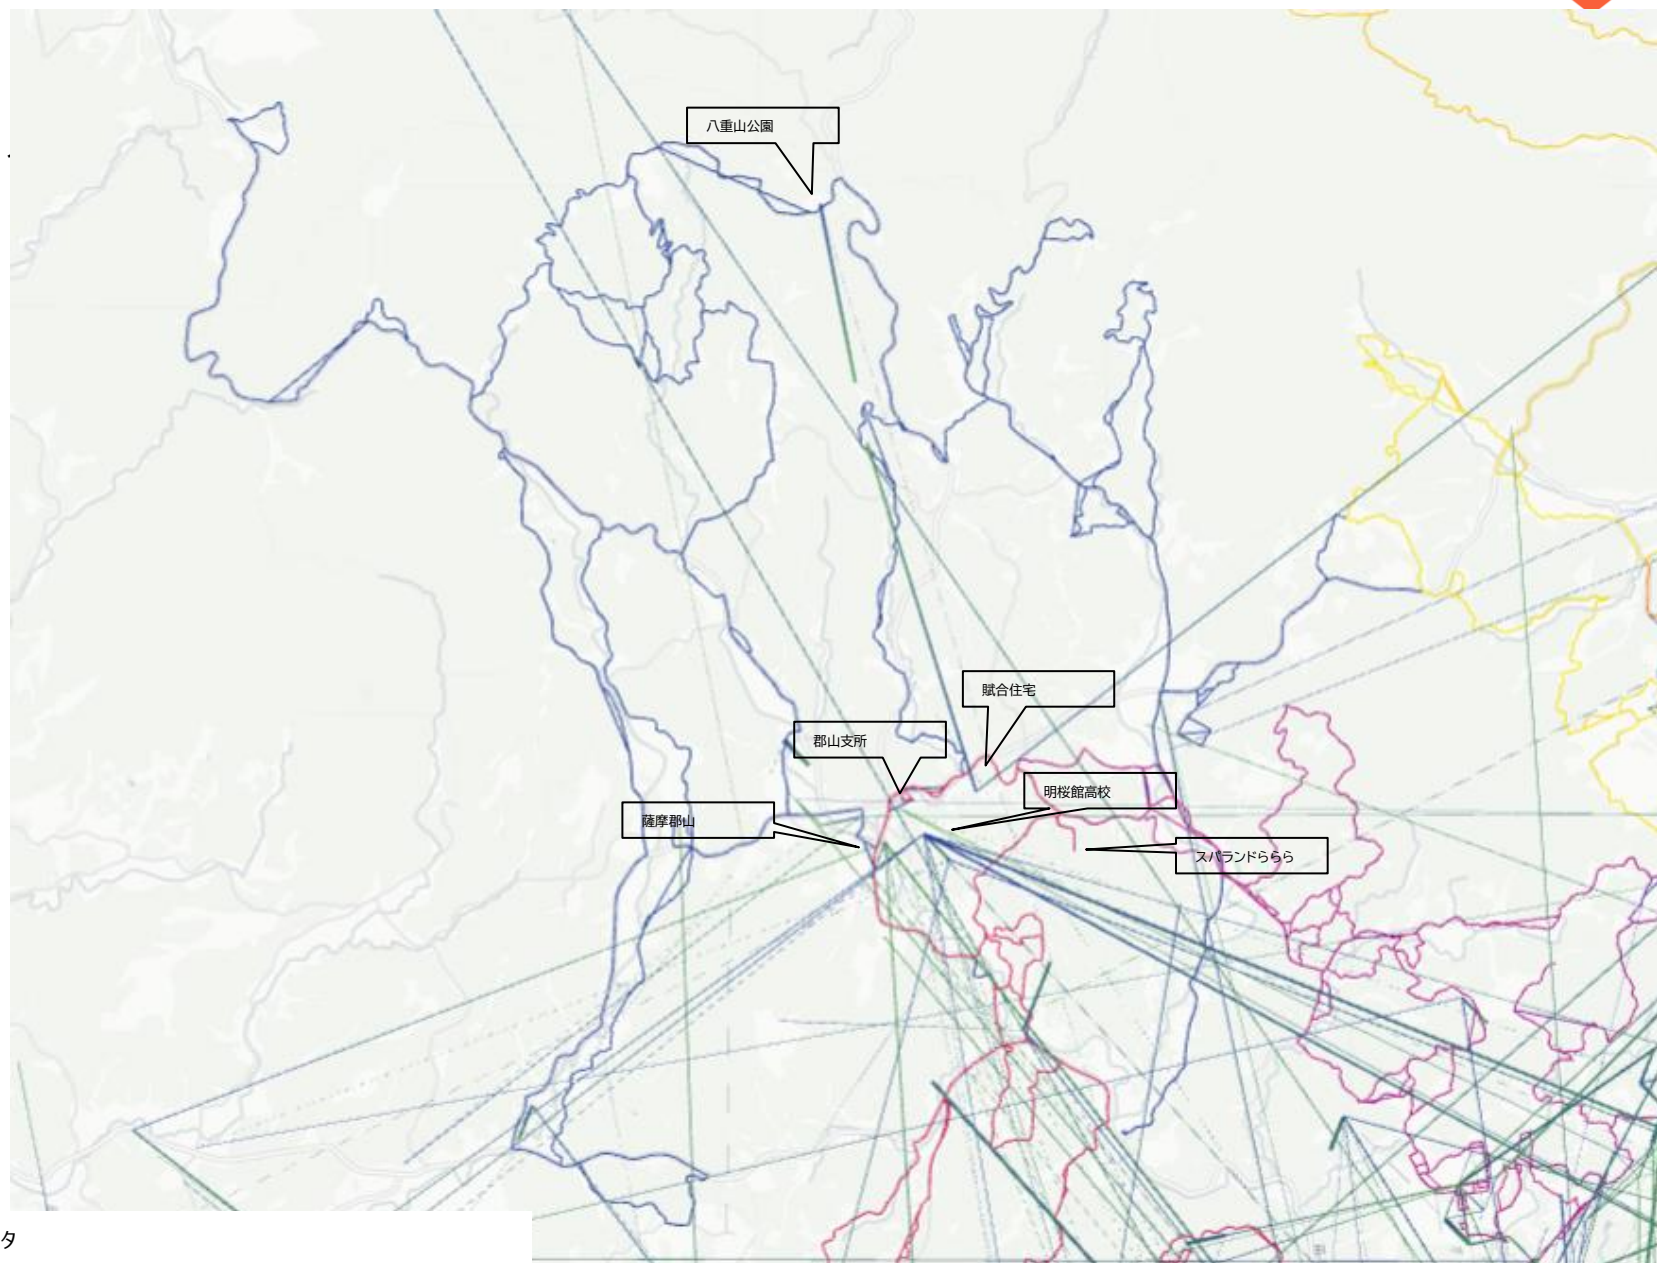 八重山公園
賦合住宅
郡山支所
明桜館高校
薩摩郡山
スパランドららら
タ